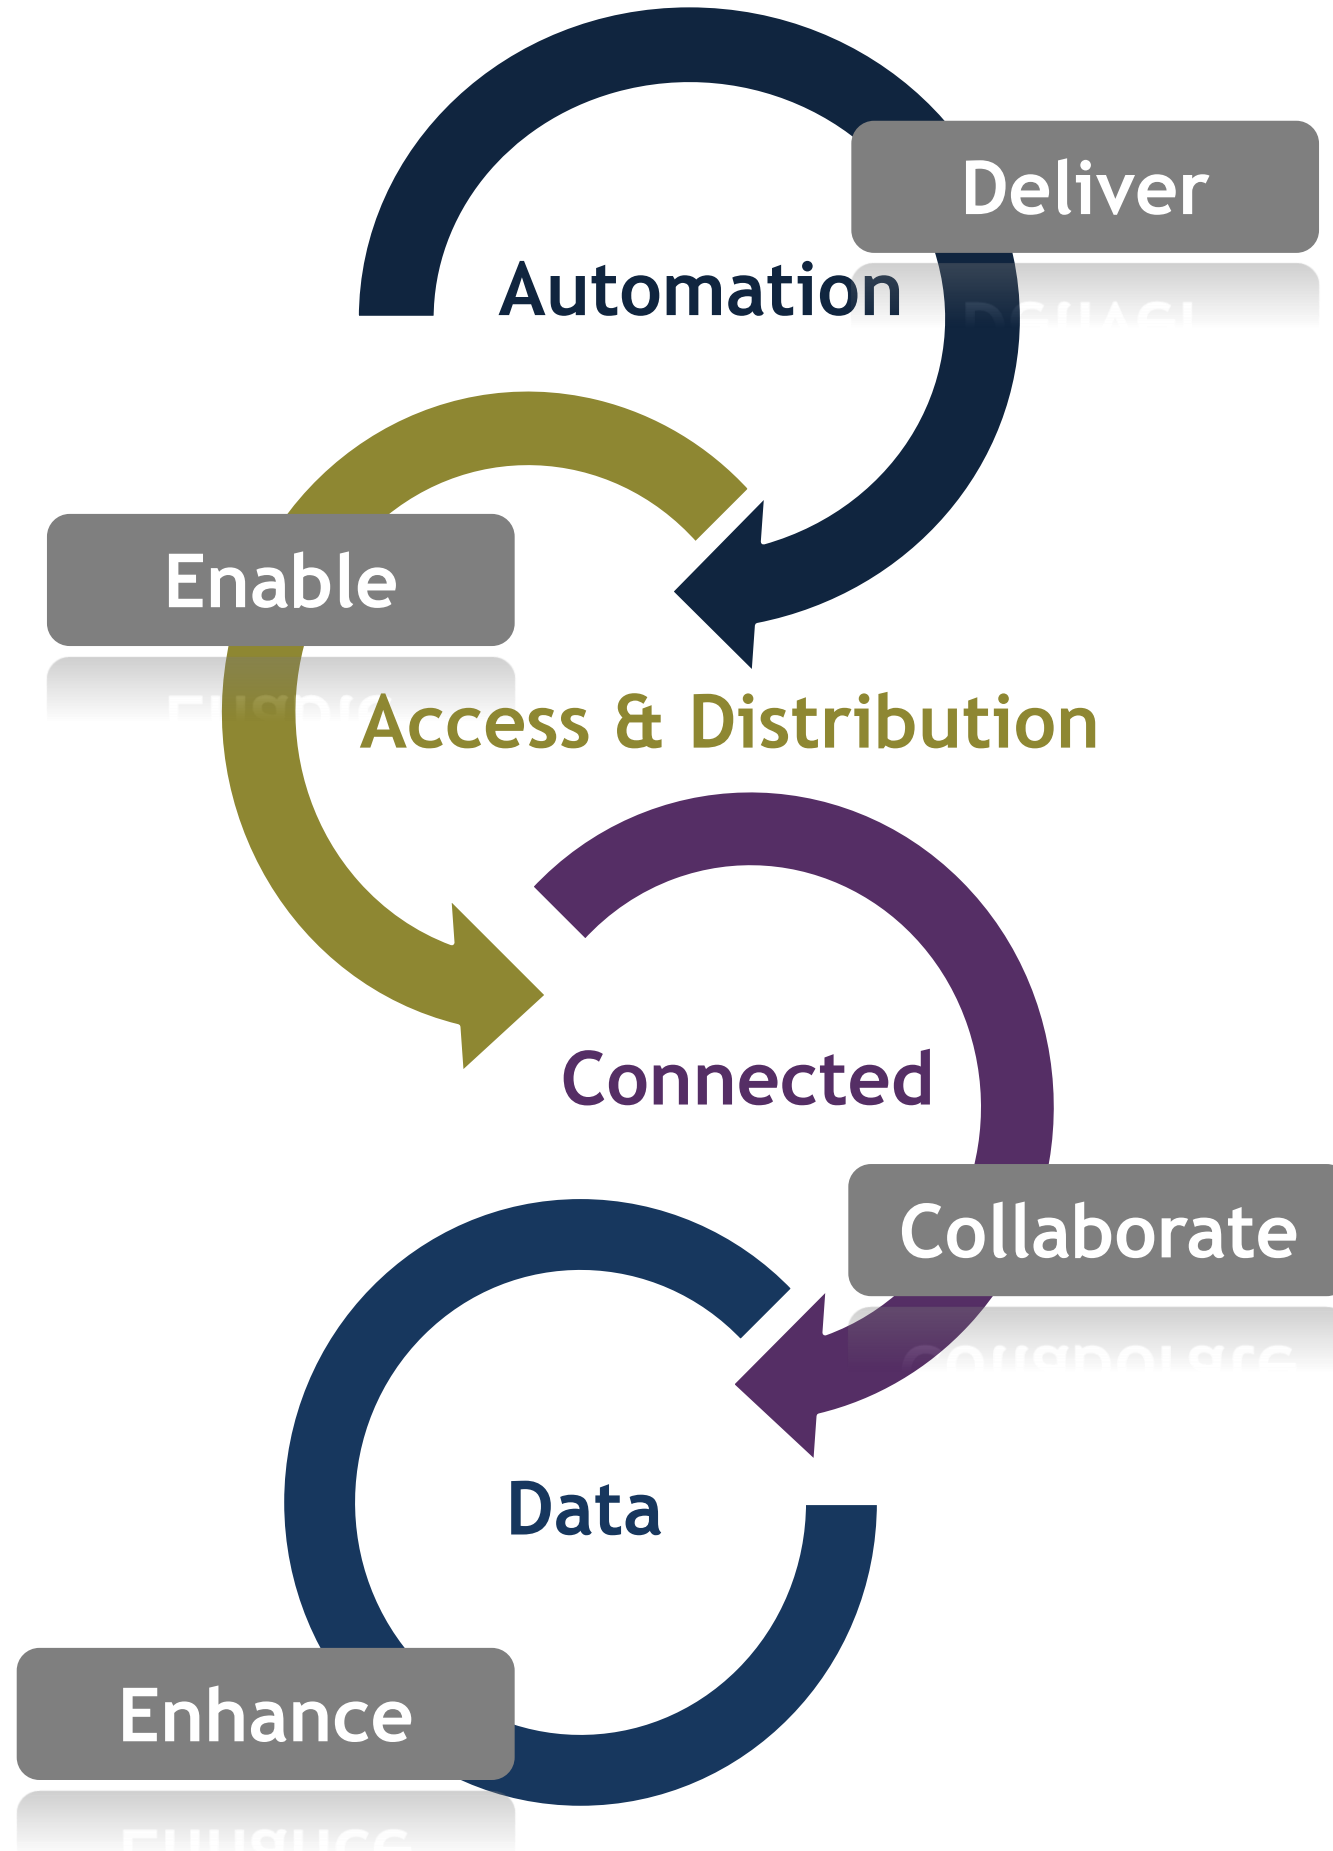 Deliver
Automation
Enable
Access & Distribution
Connected
Collaborate
Data
Enhance